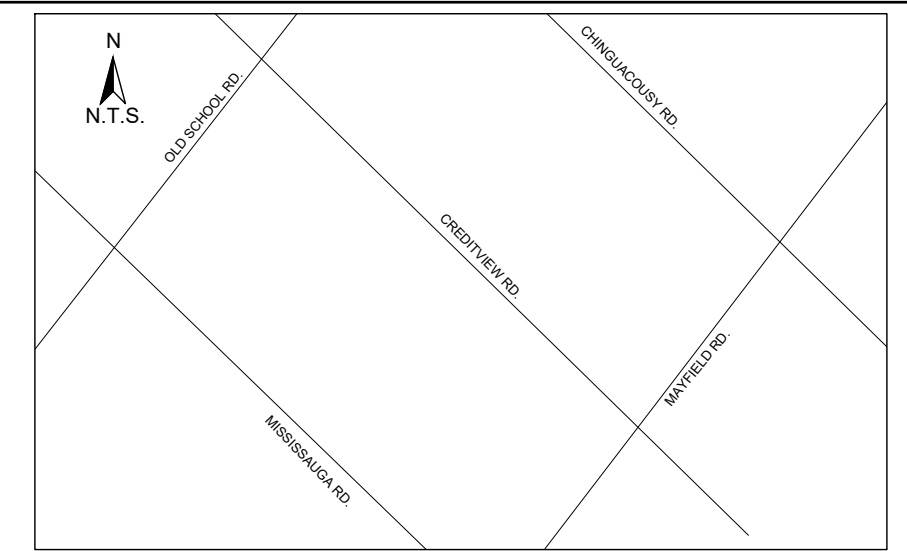 N
N.T.S.
OLD SCHOOL RD.
CHINGUACOUSY RD.
CREDITVIEW RD.
MAYFIELD RD.
MISSISSAUGA RD.